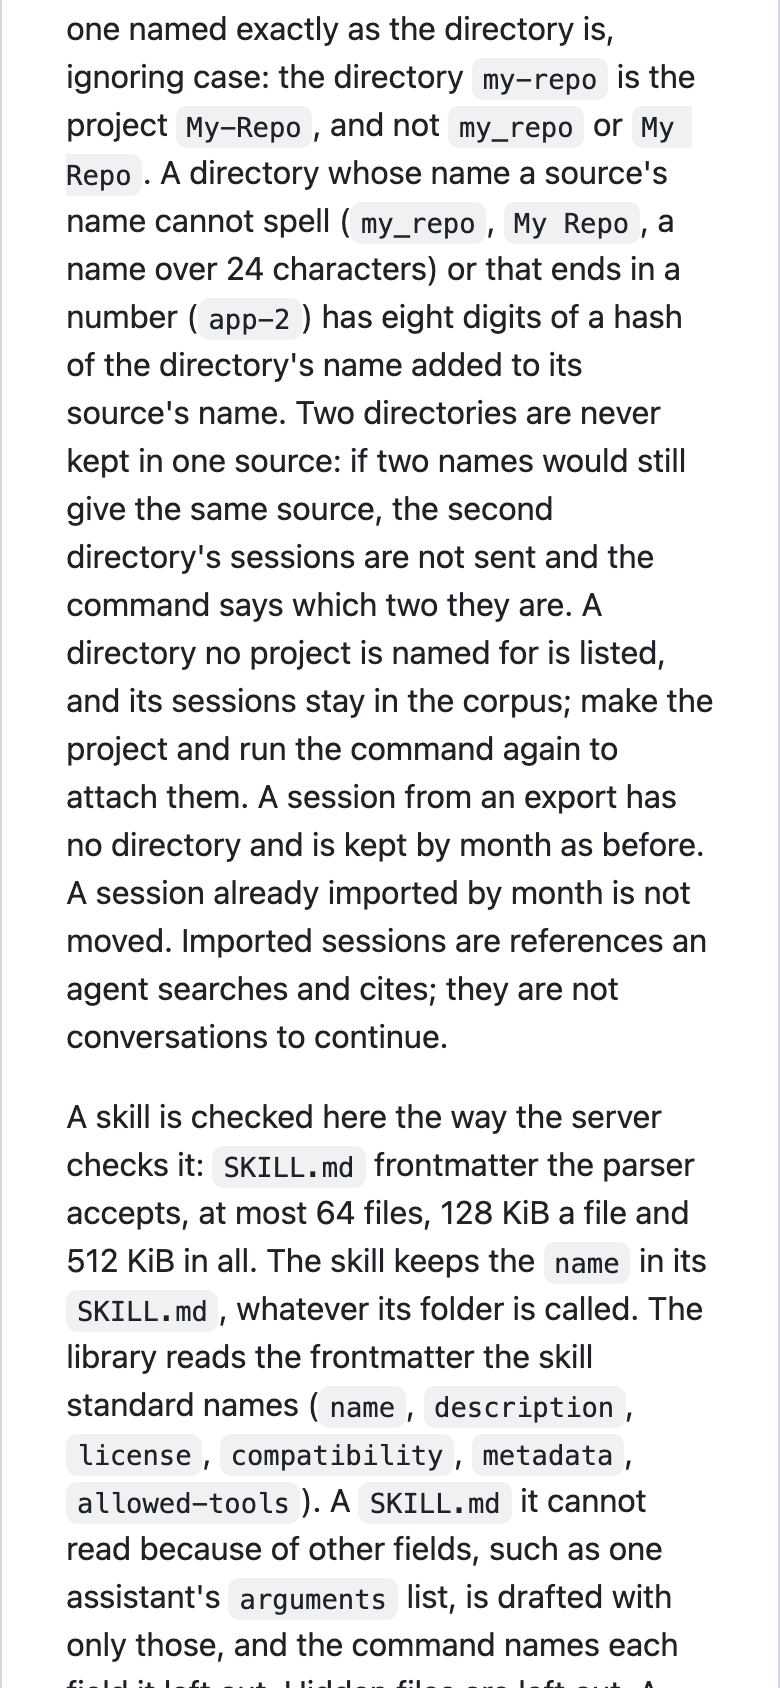 one named exactly as the directory is,
ignoring case: the directory my-repo is the
project My-Repo, and not my_repo or My
Repo. A directory whose name a source's
name cannot spell (my_repo, My Repo, a
name over 24 characters) or that ends in a
number (app-2) has eight digits of a hash
of the directory's name added to its
source's name. Two directories are never
kept in one source: if two names would still
give the same source, the second
directory's sessions are not sent and the
command says which two they are. A
directory no project is named for is listed,
and its sessions stay in the corpus; make the
project and run the command again to
attach them. A session from an export has
no directory and is kept by month as before.
A session already imported by month is not
moved. Imported sessions are references an
agent searches and cites; they are not
conversations to continue.
A skill is checked here the way the server
checks it: SKILL.md frontmatter the parser
accepts, at most 64 files, 128 KiB a file and
512 KiB in all. The skill keeps the name in its
SKILL.md, whatever its folder is called. The
library reads the frontmatter the skill
standard names (name, description,
license, compatibility, metadata,
allowed-tools). A SKILL.md it cannot
read because of other fields, such as one
assistant's arguments list, is drafted with
only those, and the command names each
field it left out. Hidden files are left out. A